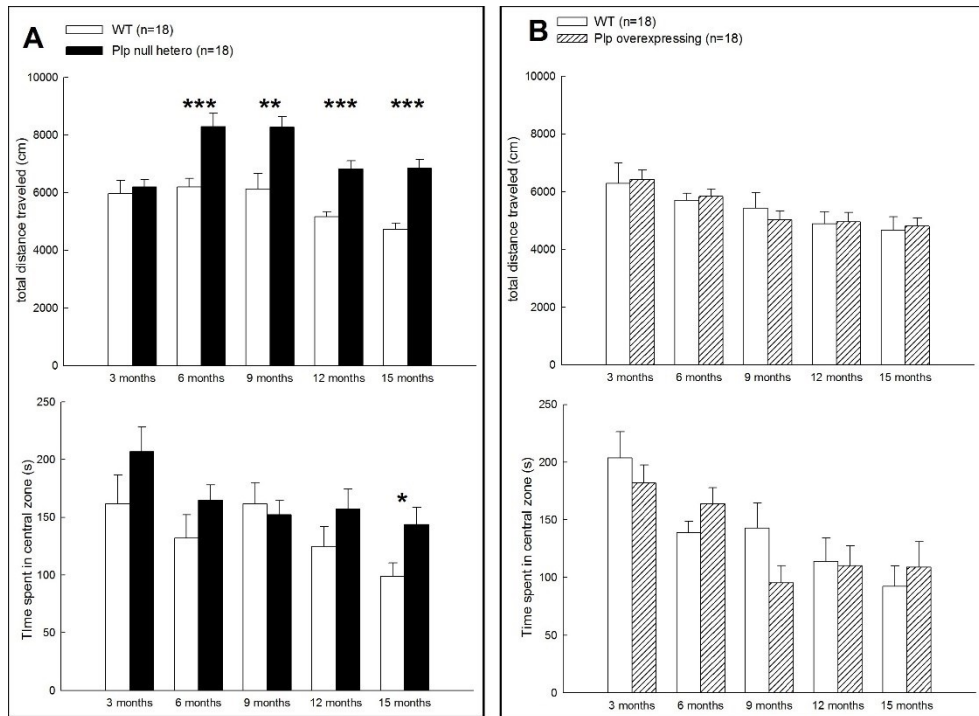 A
WT (n=18)
Plp null hetero (n=18)
10000
8000
6000
4000
2000
0
total distance traveled (cm)
***
**
***
***
3 months 6 months 9 months 12 months 15 months
250
200
150
100
50
0
Time spent in central zone (s)
*
3 months 6 months 9 months 12 months 15 months
B
WT (n=18)
Plp overexpressing (n=18)
10000
8000
6000
4000
2000
0
total distance traveled (cm)
3 months 6 months 9 months 12 months 15 months
250
200
150
100
50
0
Time spent in central zone (s)
3 months 6 months 9 months 12 months 15 months